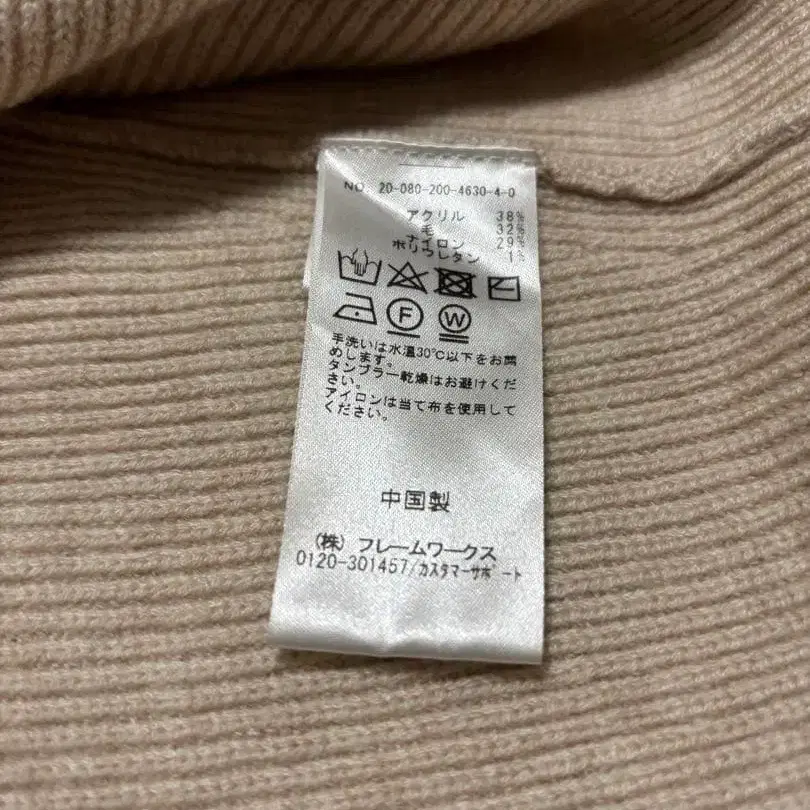 NO. 20-080-200-4630-4-0
アクリル 38%
毛 32%
ナイロン 29%
ポリウレタン 1%
F W
手洗いは水温30℃以下をお薦
めします。
タンブラー乾燥はお避けくだ
さい。
アイロンは当て布を使用して
ください。
中国製
(株) フレームワークス
0120-301457/カスタマーサポート